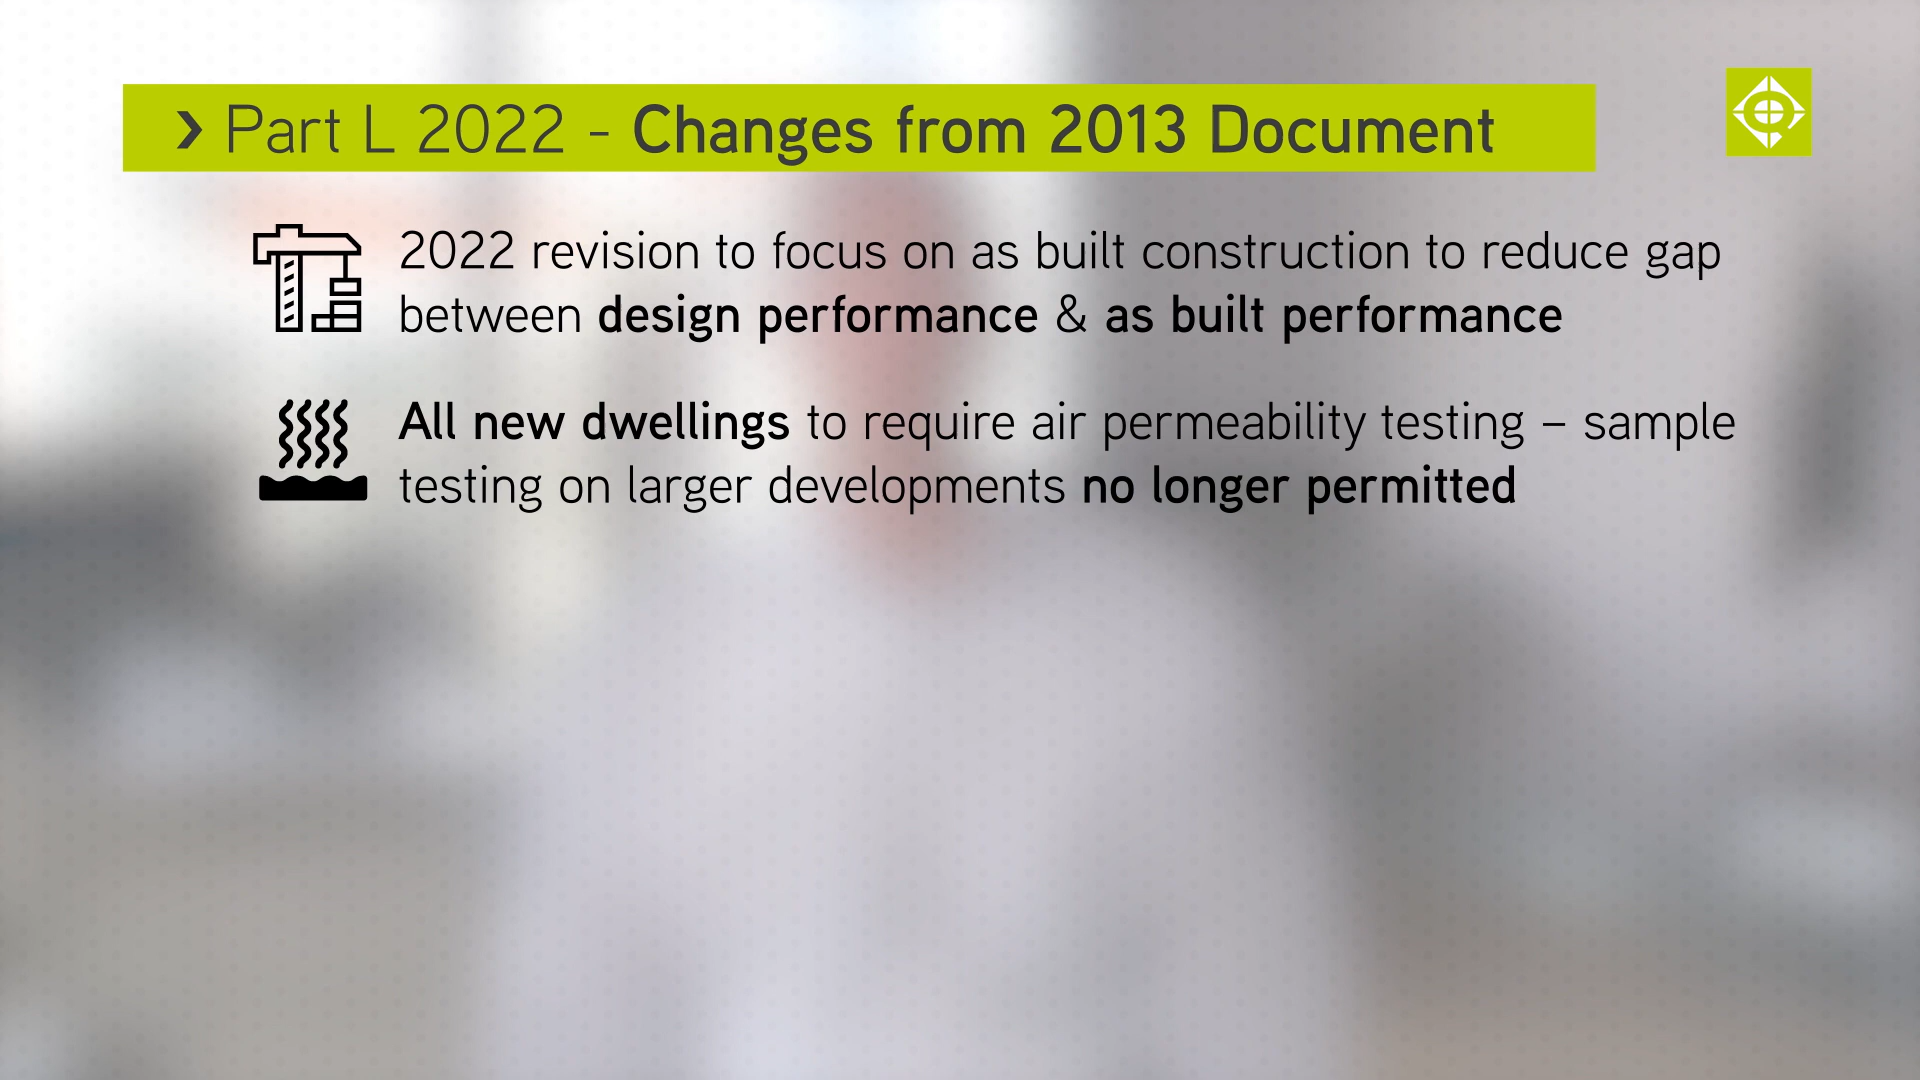 Part L 2022 - Changes from 2013 Document
2022 revision to focus on as built construction to reduce gap
between design performance & as built performance
All new dwellings to require air permeability testing – sample
testing on larger developments no longer permitted